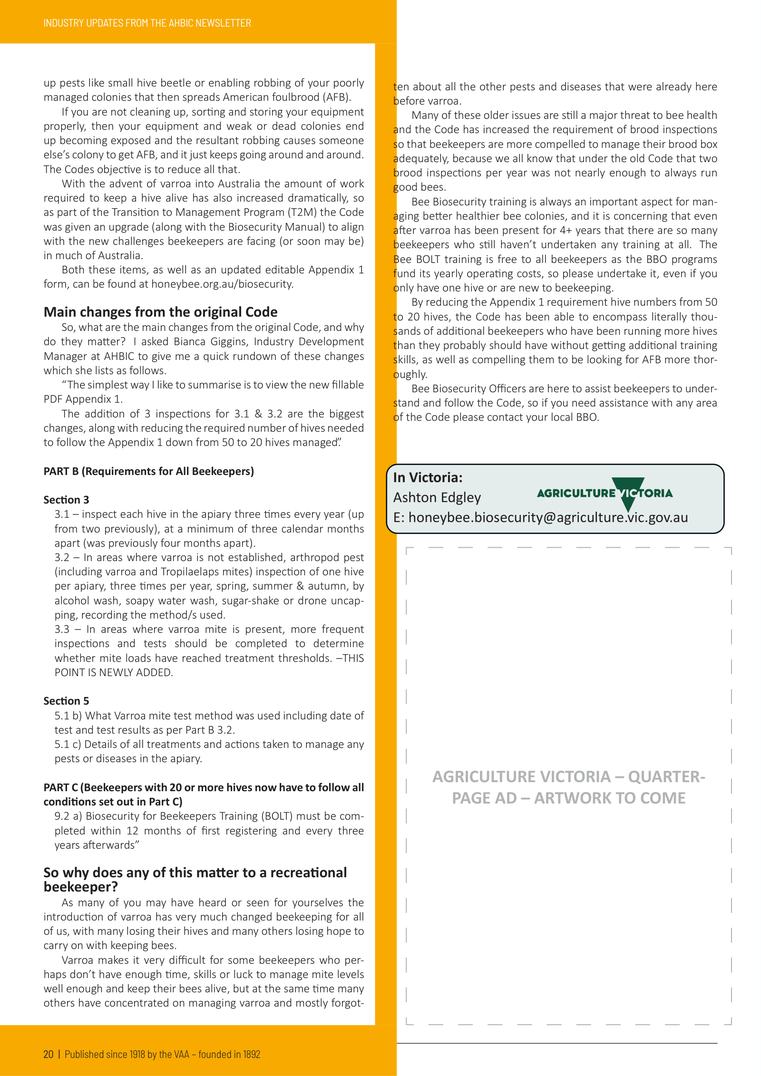 INDUSTRY UPDATES FROM THE AHBIC NEWSLETTER
up pests like small hive beetle or enabling robbing of your poorly
managed colonies that then spreads American foulbrood (AFB).
If you are not cleaning up, sorting and storing your equipment
properly, then your equipment and weak or dead colonies end
up becoming exposed and the resultant robbing causes someone
else's colony to get AFB, and it just keeps going around and around.
The Codes objective is to reduce all that.
With the advent of varroa into Australia the amount of work
required to keep a hive alive has also increased dramatically, so
as part of the Transition to Management Program (T2M) the Code
was given an upgrade (along with the Biosecurity Manual) to align
with the new challenges beekeepers are facing (or soon may be)
in much of Australia.
Both these items, as well as an updated editable Appendix 1
form, can be found at honeybee.org.au/biosecurity.
Main changes from the original Code
So, what are the main changes from the original Code, and why
do they matter? I asked Bianca Giggins, Industry Development
Manager at AHBIC to give me a quick rundown of these changes
which she lists as follows.
“The simplest way I like to summarise is to view the new fillable
PDF Appendix 1.
The addition of 3 inspections for 3.1 & 3.2 are the biggest
changes, along with reducing the required number of hives needed
to follow the Appendix 1 down from 50 to 20 hives managed”.
PART B (Requirements for All Beekeepers)
Section 3
3.1 – inspect each hive in the apiary three times every year (up
from two previously), at a minimum of three calendar months
apart (was previously four months apart).
3.2 – In areas where varroa is not established, arthropod pest
(including varroa and Tropilaelaps mites) inspection of one hive
per apiary, three times per year, spring, summer & autumn, by
alcohol wash, soapy water wash, sugar-shake or drone uncap-
ping, recording the method/s used.
3.3 – In areas where varroa mite is present, more frequent
inspections and tests should be completed to determine
whether mite loads have reached treatment thresholds. –THIS
POINT IS NEWLY ADDED.
Section 5
5.1 b) What Varroa mite test method was used including date of
test and test results as per Part B 3.2.
5.1 c) Details of all treatments and actions taken to manage any
pests or diseases in the apiary.
PART C (Beekeepers with 20 or more hives now have to follow all
conditions set out in Part C)
9.2 a) Biosecurity for Beekeepers Training (BOLT) must be com-
pleted within 12 months of first registering and every three
years afterwards”
So why does any of this matter to a recreational
beekeeper?
As many of you may have heard or seen for yourselves the
introduction of varroa has very much changed beekeeping for all
of us, with many losing their hives and many others losing hope to
carry on with keeping bees.
Varroa makes it very difficult for some beekeepers who per-
haps don't have enough time, skills or luck to manage mite levels
well enough and keep their bees alive, but at the same time many
others have concentrated on managing varroa and mostly forgot-
ten about all the other pests and diseases that were already here
before varroa.
Many of these older issues are still a major threat to bee health
and the Code has increased the requirement of brood inspections
so that beekeepers are more compelled to manage their brood box
adequately, because we all know that under the old Code that two
brood inspections per year was not nearly enough to always run
good bees.
Bee Biosecurity training is always an important aspect for man-
aging better healthier bee colonies, and it is concerning that even
after varroa has been present for 4+ years that there are so many
beekeepers who still haven't undertaken any training at all. The
Bee BOLT training is free to all beekeepers as the BBO programs
fund its yearly operating costs, so please undertake it, even if you
only have one hive or are new to beekeeping.
By reducing the Appendix 1 requirement hive numbers from 50
to 20 hives, the Code has been able to encompass literally thou-
sands of additional beekeepers who have been running more hives
than they probably should have without getting additional training
skills, as well as compelling them to be looking for AFB more thor-
oughly.
Bee Biosecurity Officers are here to assist beekeepers to under-
stand and follow the Code, so if you need assistance with any area
of the Code please contact your local BBO.
In Victoria:
Ashton Edgley
AGRICULTURE VICTORIA
E: honeybee.biosecurity@agriculture.vic.gov.au
AGRICULTURE VICTORIA – QUARTER-
PAGE AD – ARTWORK TO COME
20 | Published since 1918 by the VAA – founded in 1892